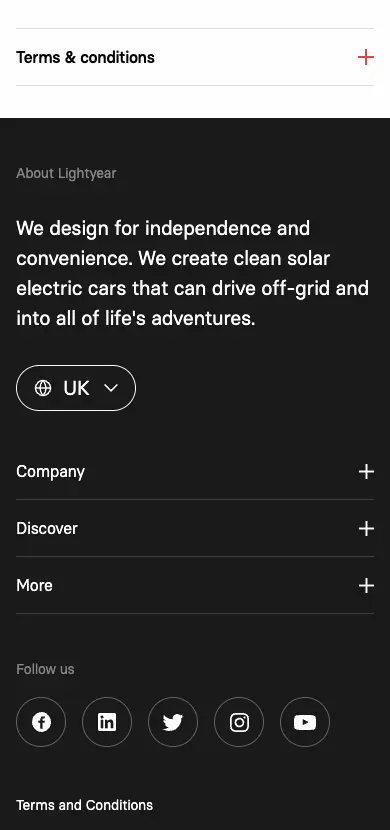 Terms & conditions
About Lightyear
We design for independence and
convenience. We create clean solar
electric cars that can drive off-grid and
into all of life's adventures.
UK
Company
Discover
More
Follow us
Terms and Conditions